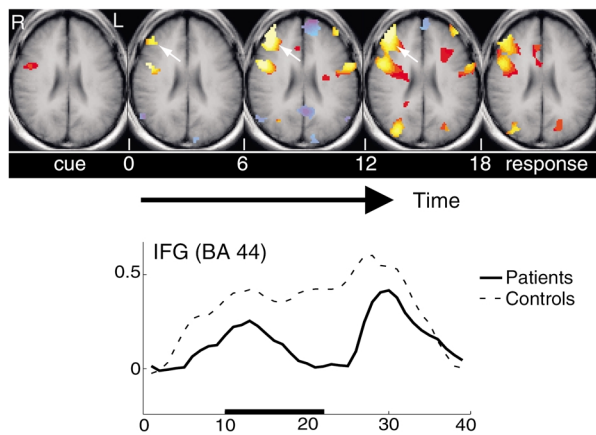 R L
cue 0 6 12 18 response
Time
IFG (BA 44)
0.5
0
Patients
Controls
0 10 20 30 40